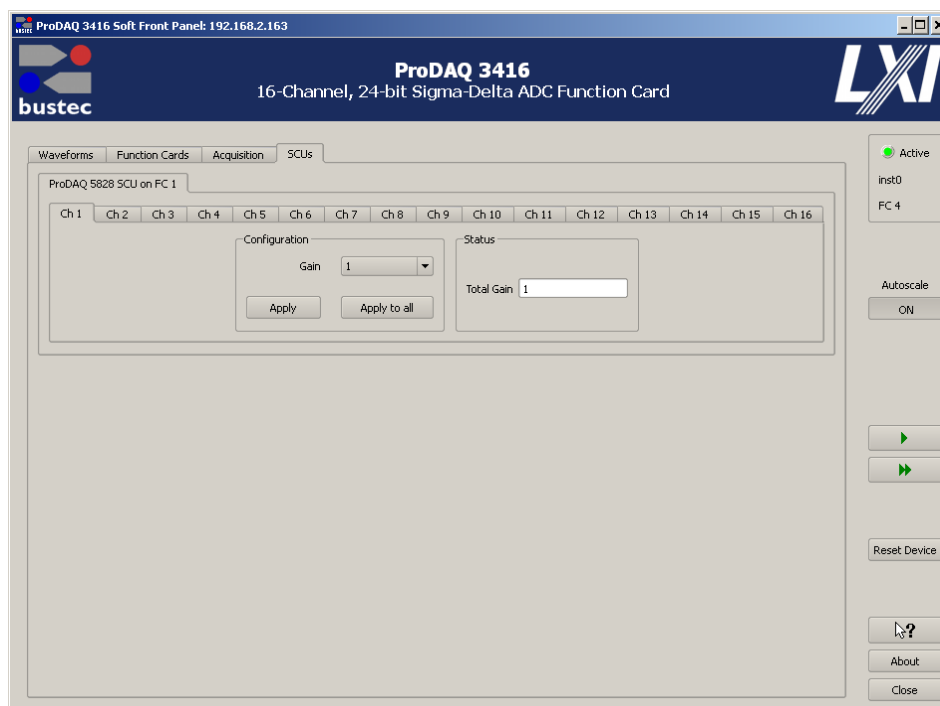 ProDAQ 3416 Soft Front Panel: 192.168.2.163
bustec
ProDAQ 3416
16-Channel, 24-bit Sigma-Delta ADC Function Card
LXI
Waveforms Function Cards Acquisition SCUs
ProDAQ 5828 SCU on FC 1
Ch 1 Ch 2 Ch 3 Ch 4 Ch 5 Ch 6 Ch 7 Ch 8 Ch 9 Ch 10 Ch 11 Ch 12 Ch 13 Ch 14 Ch 15 Ch 16
Configuration
Gain 1
Apply Apply to all
Status
Total Gain 1
Active
inst0
FC 4
Autoscale
ON
Reset Device
?
About
Close